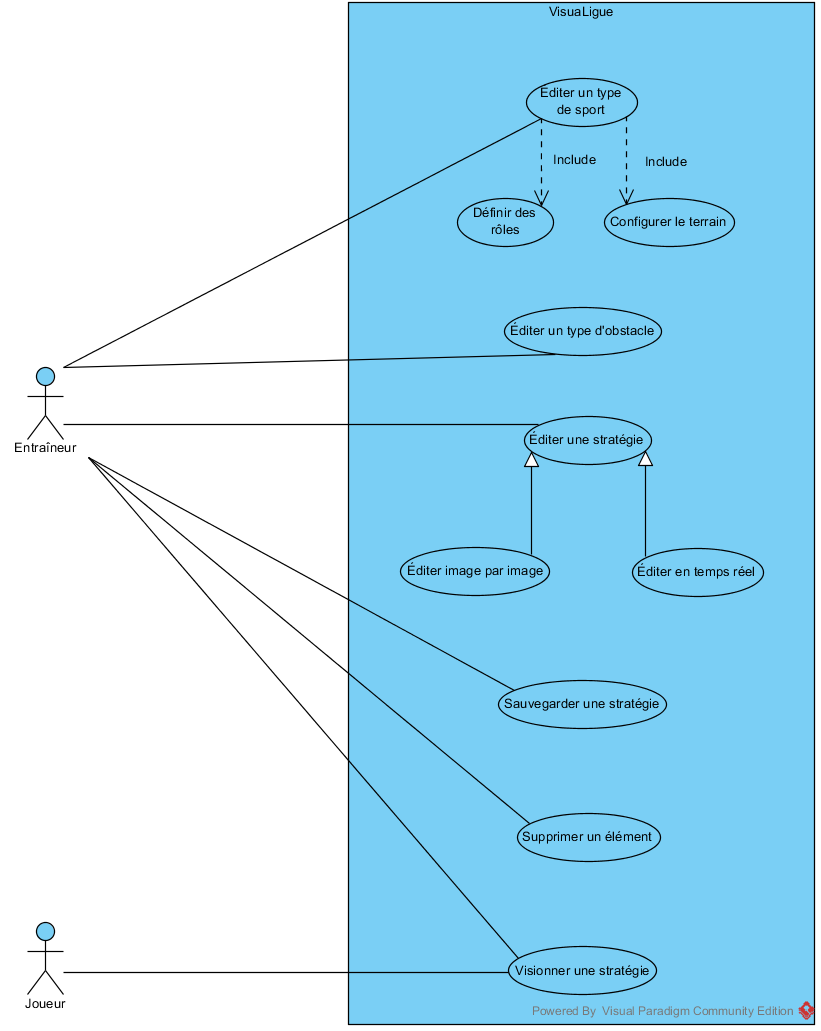 VisuaLigue
Éditer un type
de sport
Include
Include
Définir des
rôles
Configurer le terrain
Éditer un type d'obstacle
Éditer une stratégie
Entraîneur
Éditer image par image
Éditer en temps réel
Sauvegarder une stratégie
Supprimer un élément
Visionner une stratégie
Joueur
Powered By Visual Paradigm Community Edition